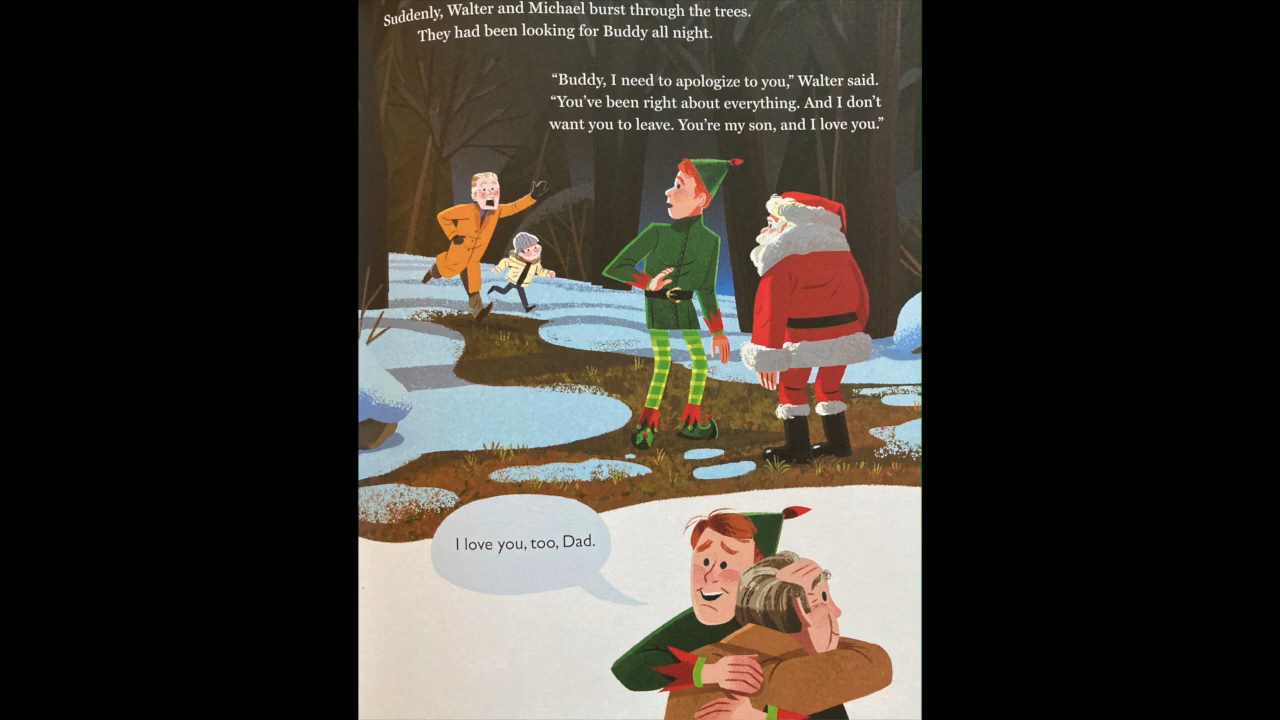 Suddenly, Walter and Michael burst through the trees.
They had been looking for Buddy all night.
“Buddy, I need to apologize to you,” Walter said.
“You’ve been right about everything. And I don’t
want you to leave. You’re my son, and I love you.”
I love you, too, Dad.